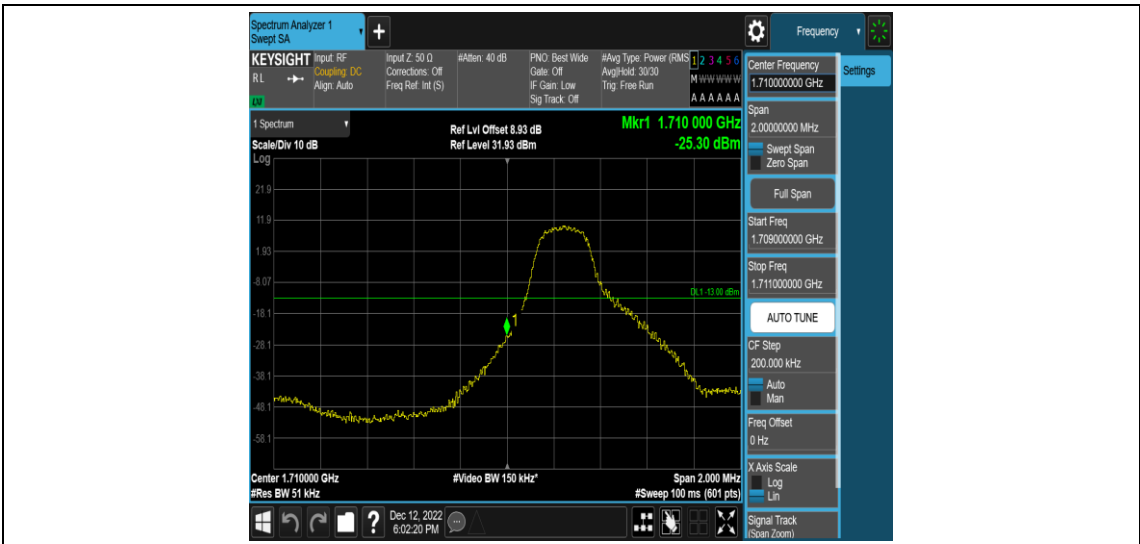 Spectrum Analyzer 1
Swept SA
+
Frequency
KEYSIGHT
RL
LXI
Input: RF
Coupling: DC
Align: Auto
Input Z: 50 Ω
Corrections: Off
Freq Ref: Int (S)
#Atten: 40 dB
PNO: Best Wide
Gate: Off
IF Gain: Low
Sig Track: Off
#Avg Type: Power (RMS
Avg|Hold: 30/30
Trig: Free Run
1 2 3 4 5 6
M W W W W W
A A A A A A
1 Spectrum
Scale/Div 10 dB
Log
Ref Lvl Offset 8.93 dB
Ref Level 31.93 dBm
Mkr1 1.710 000 GHz
-25.30 dBm
21.9
11.9
1.93
-8.07
DL1 -13.00 dBm
-18.1
1
-28.1
-38.1
-48.1
-58.1
Center 1.710000 GHz
#Res BW 51 kHz
#Video BW 150 kHz*
Span 2.000 MHz
#Sweep 100 ms (601 pts)
?
Dec 12, 2022
6:02:20 PM
Center Frequency
1.710000000 GHz
Settings
Span
2.00000000 MHz
Swept Span
Zero Span
Full Span
Start Freq
1.709000000 GHz
Stop Freq
1.711000000 GHz
AUTO TUNE
CF Step
200.000 kHz
Auto
Man
Freq Offset
0 Hz
X Axis Scale
Log
Lin
Signal Track
(Span Zoom)